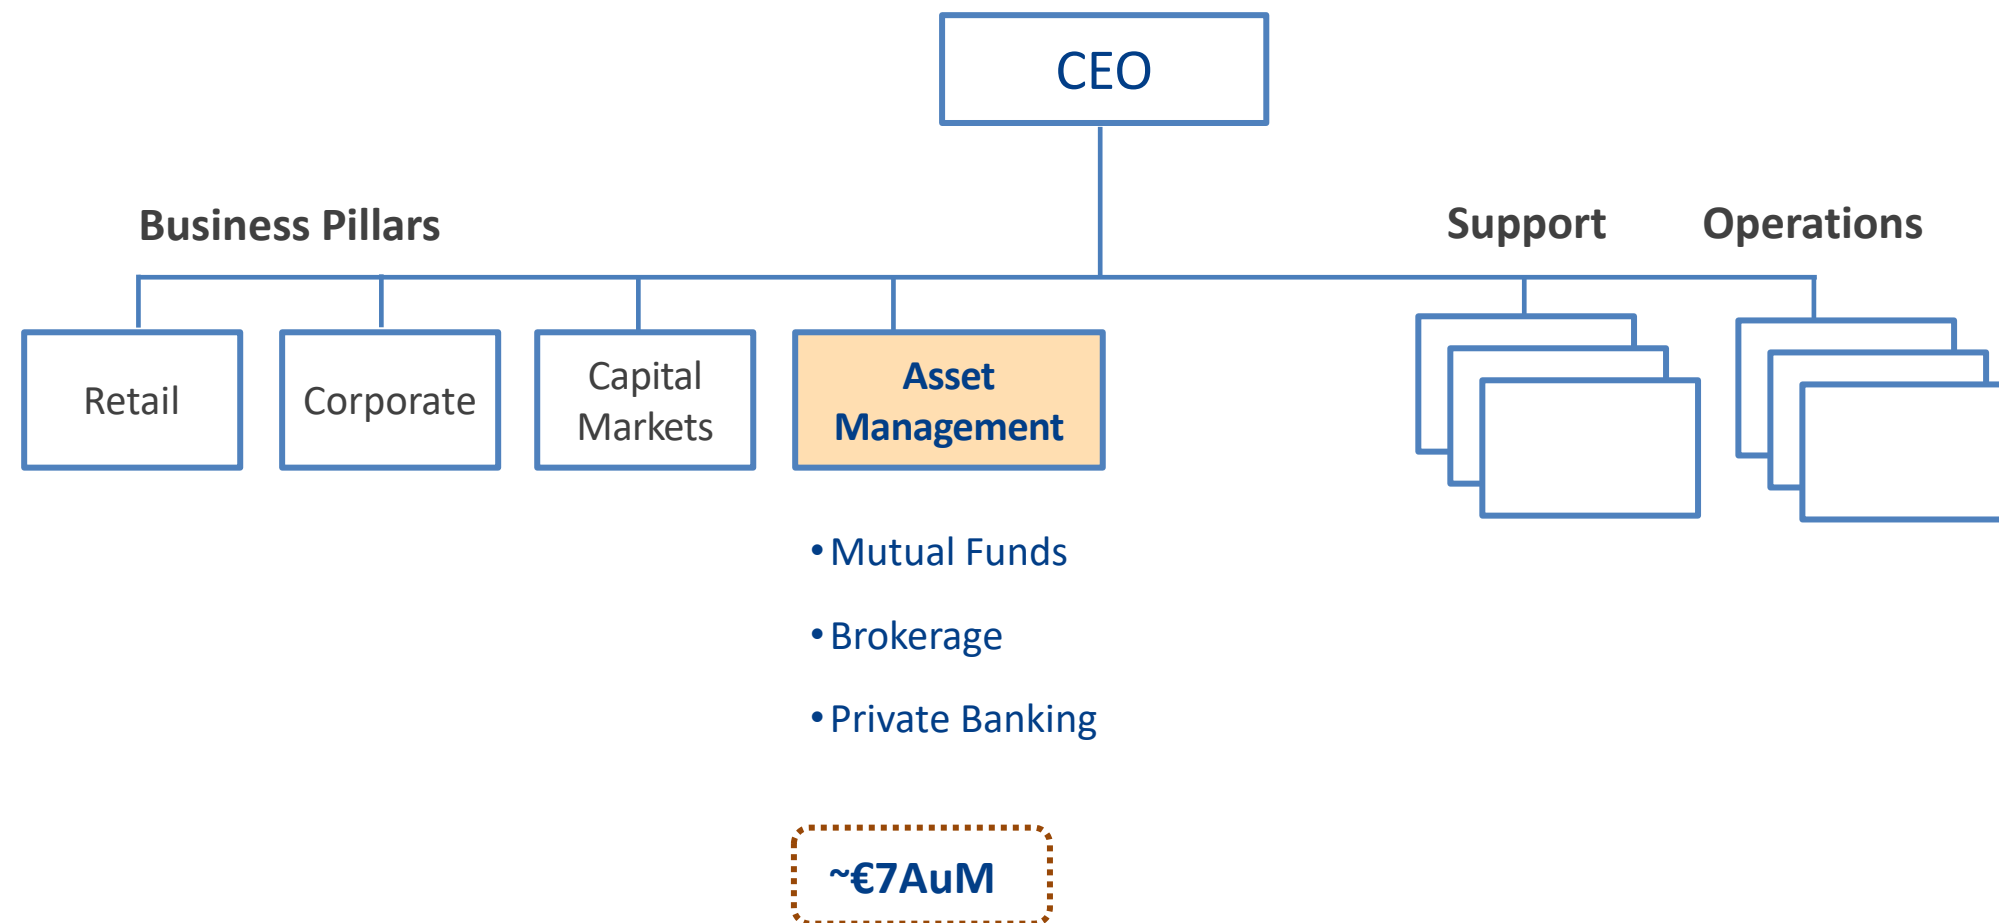 CEO
Business Pillars
Support
Operations
Retail
Corporate
Capital
Markets
Asset
Management
•Mutual Funds
•Brokerage
•Private Banking
~€7AuM